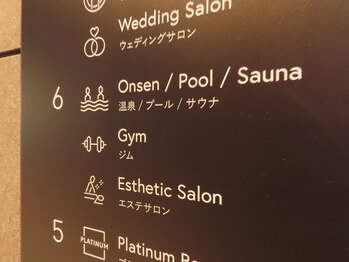 Wedding Salon
ウェディングサロン
6
Onsen / Pool / Sauna
温泉 / プール / サウナ
Gym
ジム
Esthetic Salon
エステサロン
5
PLATINUM
Platinum